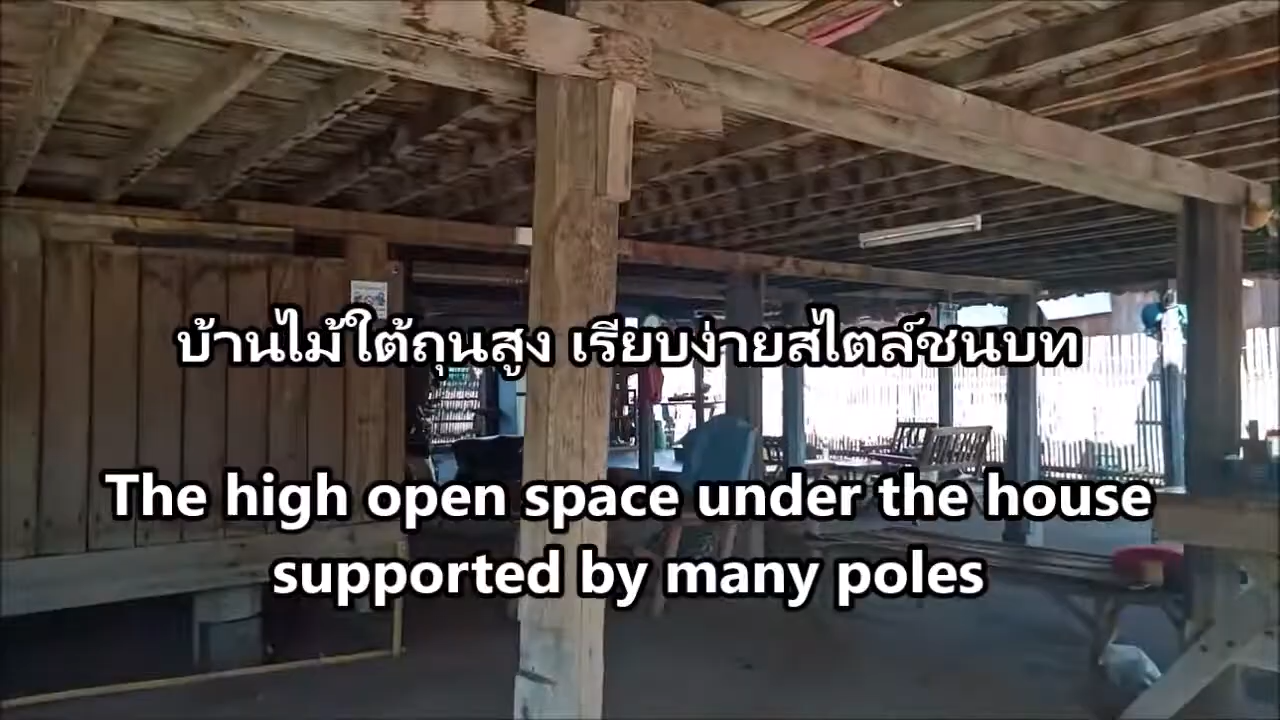 บ้านไม้ใต้ถุนสูง เรียบง่ายสไตล์ชนบท
The high open space under the house
supported by many poles